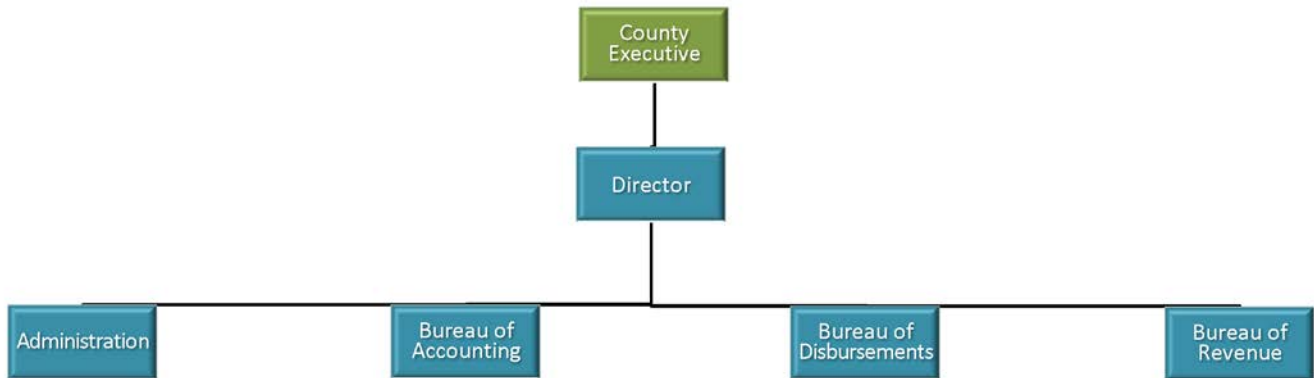 County
Executive
Director
Administration
Bureau of
Accounting
Bureau of
Disbursements
Bureau of
Revenue